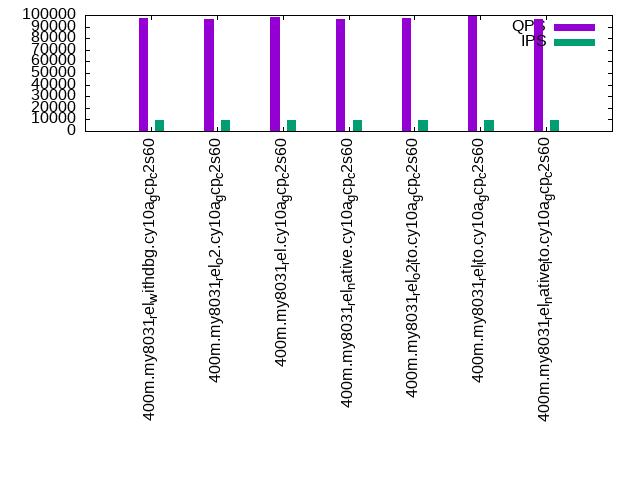 100000
90000
80000
70000
60000
50000
40000
30000
20000
10000
0
QPS
IPS
400m.my8031relwithdbg.cy10agcpc2s60
400m.my8031relo2.cy10agcpc2s60
400m.my8031rel.cy10agcpc2s60
400m.my8031relnative.cy10agcpc2s60
400m.my8031relo2lto.cy10agcpc2s60
400m.my8031rellto.cy10agcpc2s60
400m.my8031relnativelto.cy10agcpc2s60